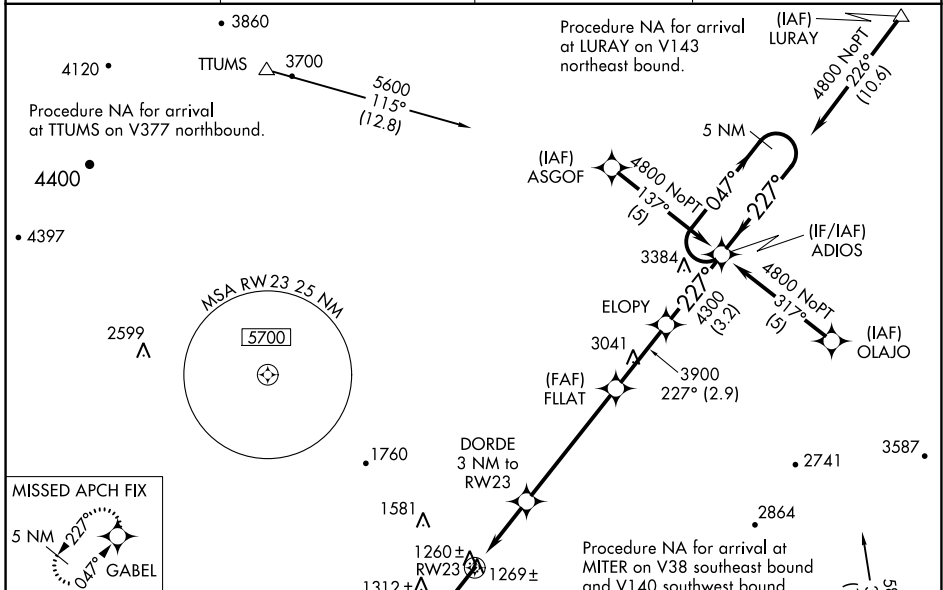 3860
Procedure NA for arrival
at LURAY on V143
northeast bound.
(IAF)
LURAY
4120
TTUMS
3700
5600
115°
(12.8)
4800 NoPT
226°
(10.6)
Procedure NA for arrival
at TTUMS on V377 northbound.
5 NM
4400
(IAF)
ASGOF
4800 NoPT
137°
(5)
047°
227°
4397
(IF/IAF)
ADIOS
3384
4800 NoPT
317°
(5)
MSA RW23 25 NM
5700
227°
4300
(3.2)
ELOPY
2599
3041
(IAF)
OLAJO
(FAF)
FLLAT
3900
227° (2.9)
DORDE
3 NM to
RW23
1760
2741
3587
MISSED APCH FIX
5 NM
227°
047°
GABEL
1581
2864
1260±
RW23
1269±
1312±
Procedure NA for arrival at
MITER on V38 southeast bound
and V140 southwest bound